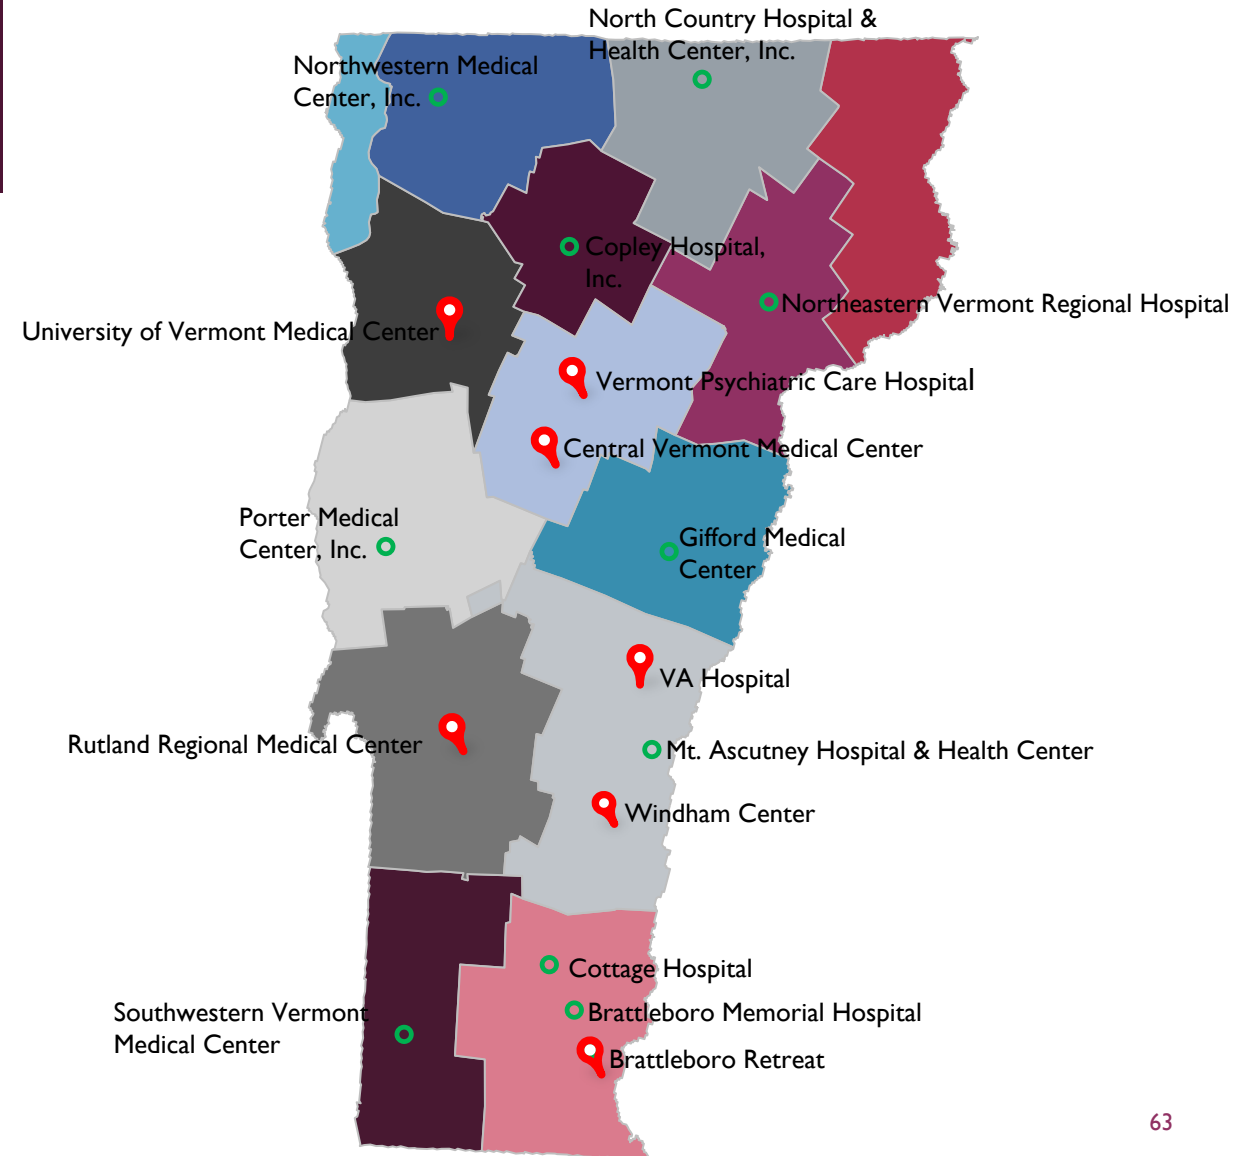 North Country Hospital &
Health Center, Inc.
Northwestern Medical
Center, Inc.
Copley Hospital,
Inc.
Northeastern Vermont Regional Hospital
University of Vermont Medical Center
Vermont Psychiatric Care Hospital
Central Vermont Medical Center
Porter Medical
Center, Inc.
Gifford Medical
Center
VA Hospital
Rutland Regional Medical Center
Mt. Ascutney Hospital & Health Center
Windham Center
Cottage Hospital
Southwestern Vermont
Medical Center
Brattleboro Memorial Hospital
Brattleboro Retreat
63